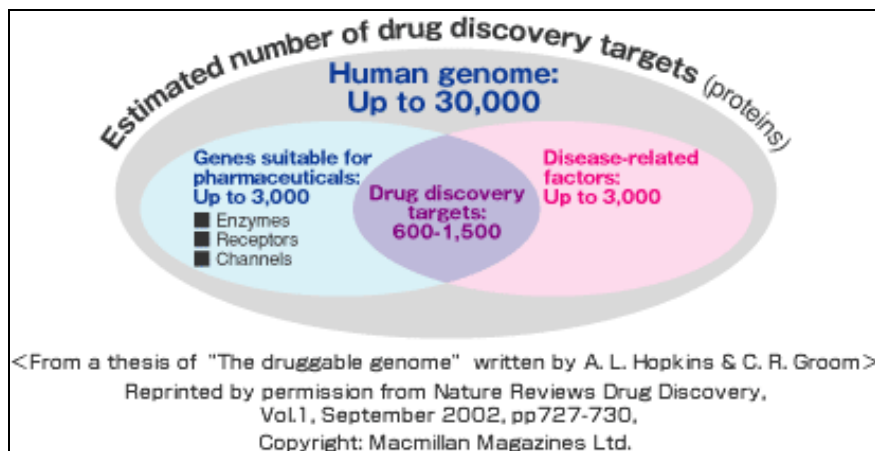 Estimated number of drug discovery targets (proteins)
Human genome:
Up to 30,000
Genes suitable for
pharmaceuticals:
Up to 3,000
■ Enzymes
■ Receptors
■ Channels
Drug discovery
targets:
600-1,500
Disease-related
factors:
Up to 3,000
<From a thesis of "The druggable genome" written by A. L. Hopkins & C. R. Groom>
Reprinted by permission from Nature Reviews Drug Discovery,
Vol.1, September 2002, pp727-730,
Copyright: Macmillan Magazines Ltd.